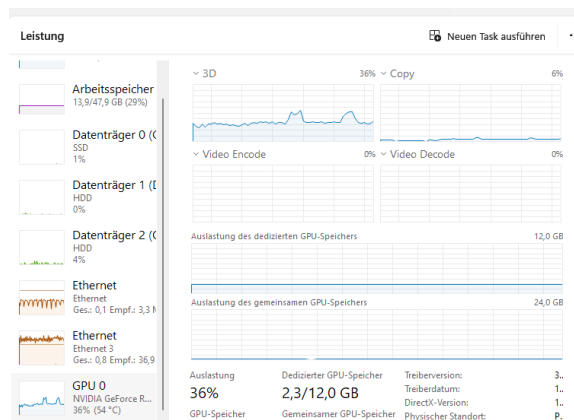 Leistung
Neuen Task ausführen
Arbeitsspeicher
13,9/47,9 GB (29%)
Datenträger 0 (C
SSD
1%
Datenträger 1 (D
HDD
0%
Datenträger 2 (C
HDD
4%
Ethernet
Ethernet
Ges.: 0,1 Empf.: 3,3 M
Ethernet
Ethernet 3
Ges.: 0,8 Empf.: 36,9
GPU 0
NVIDIA GeForce R...
36% (54 °C)
3D 36%
Copy 6%
Video Encode 0%
Video Decode 0%
Auslastung des dedizierten GPU-Speichers 12,0 GB
Auslastung des gemeinsamen GPU-Speichers 24,0 GB
Auslastung
36%
Dedizierter GPU-Speicher
2,3/12,0 GB
GPU-Speicher
Gemeinsamer GPU-Speicher
Treiberversion: 3..
Treiberdatum: 1..
DirectX-Version: 1..
Physischer Standort: P..